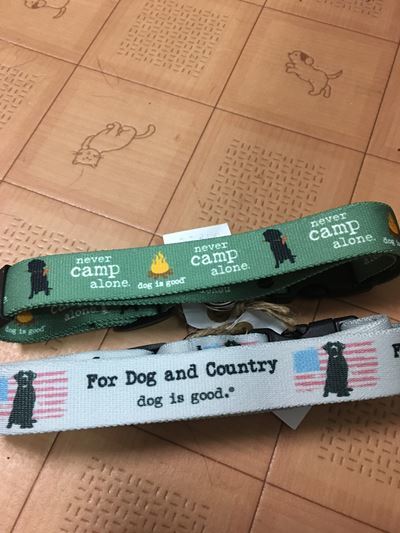 never
camp
alone.
dog is good
never
camp
alone.
never
camp
alone.
dog is good
For Dog and Country
dog is good.®
Fo